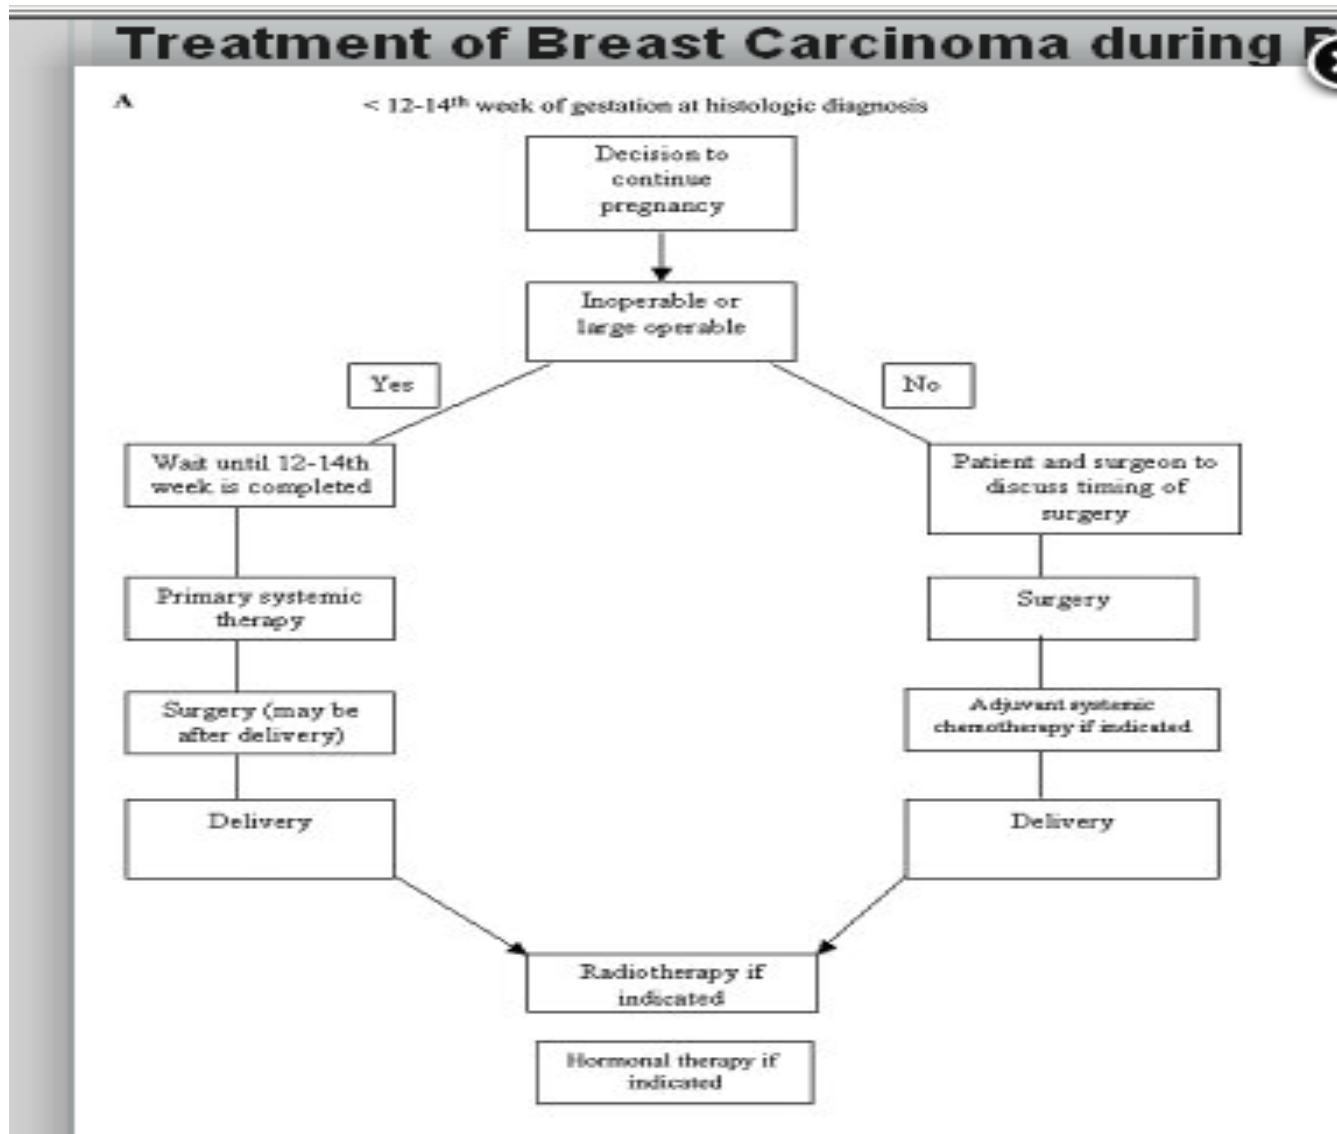 Treatment of Breast Carcinoma during
A
< 12-14th week of gestation at histologic diagnosis
Decision to
continue
pregnancy
Inoperable or
large operable
Yes
No
Wait until 12-14th
week is completed
Patient and surgeon to
discuss timing of
surgery
Primary systemic
therapy
Surgery
Surgery (may be
after delivery)
Adjuvant systemic
chemotherapy if indicated
Delivery
Delivery
Radiotherapy if
indicated
Hormonal therapy if
indicated